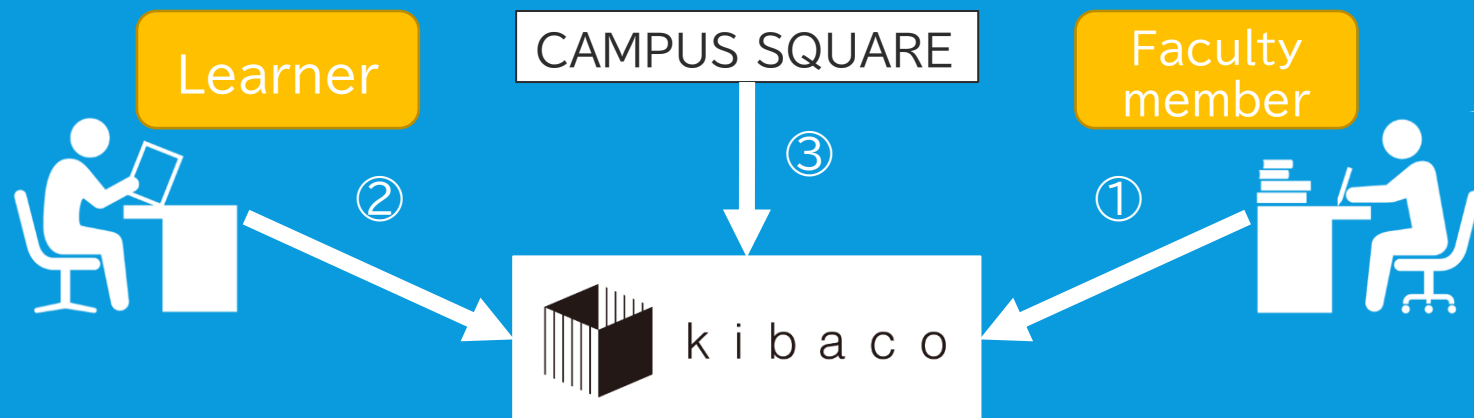 Learner
CAMPUS SQUARE
Faculty
member
②
③
①
kibaco